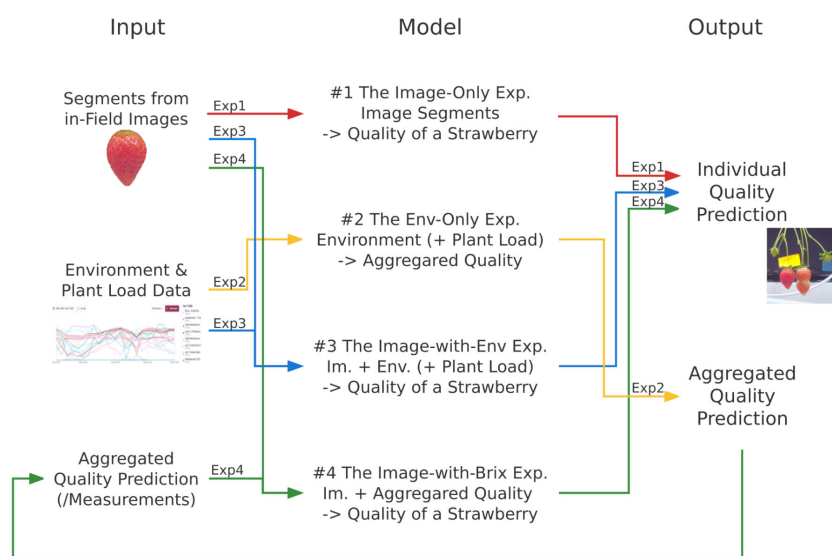 Input
Model
Output
Segments from
in-Field Images
Exp1
Exp3
Exp4
#1 The Image-Only Exp.
Image Segments
-> Quality of a Strawberry
Exp1
Exp3
Exp4
Individual
Quality
Prediction
#2 The Env-Only Exp.
Environment (+ Plant Load)
-> Aggregared Quality
Environment &
Plant Load Data
Exp2
Exp3
#3 The Image-with-Env Exp.
Im. + Env. (+ Plant Load)
-> Quality of a Strawberry
Exp2
Aggregated
Quality
Prediction
Aggregated
Quality Prediction
(/Measurements)
Exp4
#4 The Image-with-Brix Exp.
Im. + Aggregared Quality
-> Quality of a Strawberry